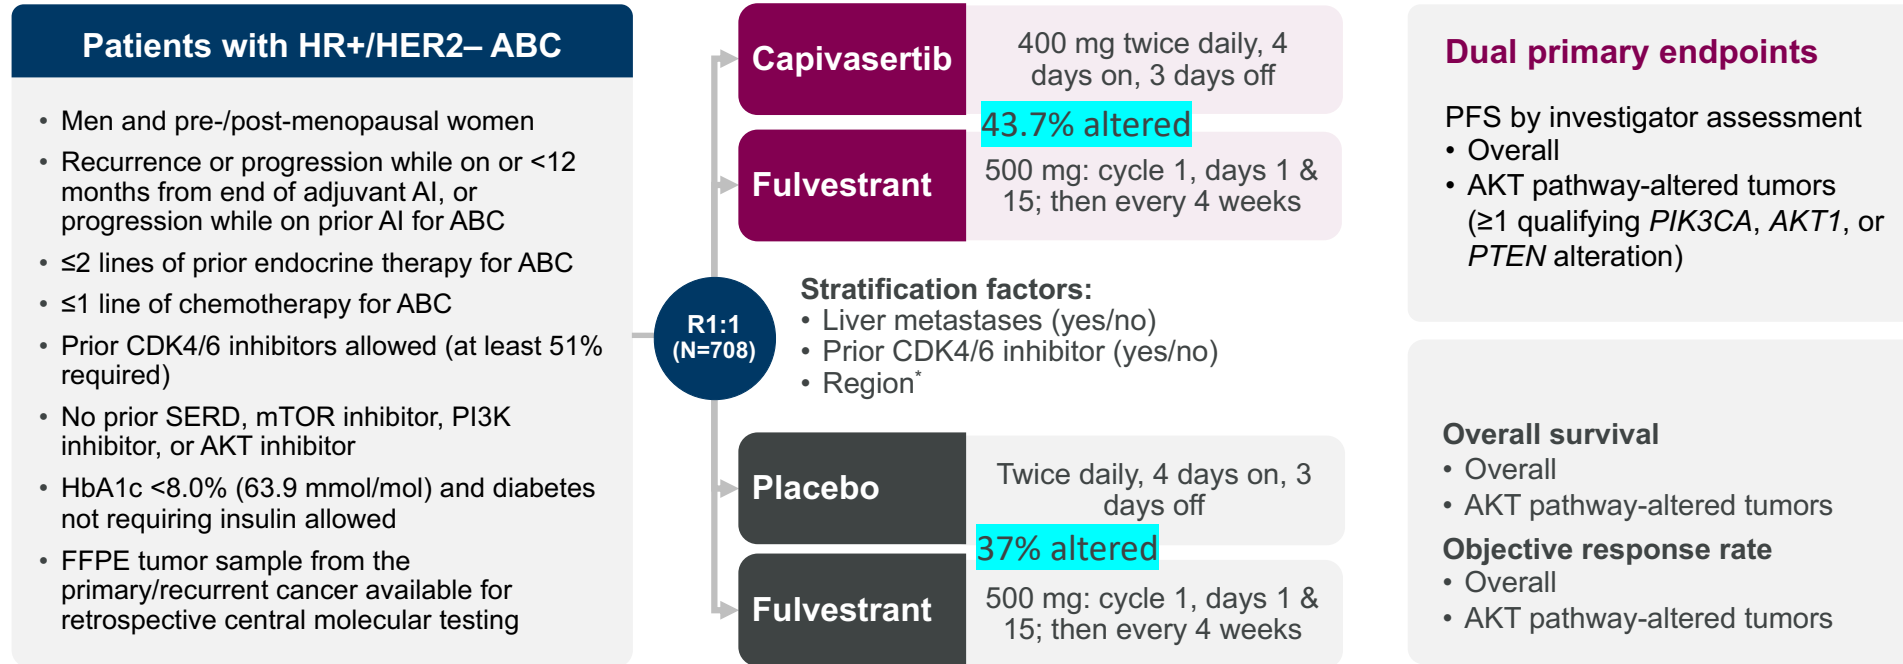 Patients with HR+/HER2– ABC
• Men and pre-/post-menopausal women
• Recurrence or progression while on or <12
months from end of adjuvant AI, or
progression while on prior AI for ABC
• ≤2 lines of prior endocrine therapy for ABC
• ≤1 line of chemotherapy for ABC
• Prior CDK4/6 inhibitors allowed (at least 51%
required)
• No prior SERD, mTOR inhibitor, PI3K
inhibitor, or AKT inhibitor
• HbA1c <8.0% (63.9 mmol/mol) and diabetes
not requiring insulin allowed
• FFPE tumor sample from the
primary/recurrent cancer available for
retrospective central molecular testing
R1:1
(N=708)
Capivasertib
400 mg twice daily, 4
days on, 3 days off
43.7% altered
Fulvestrant
500 mg: cycle 1, days 1 &
15; then every 4 weeks
Stratification factors:
• Liver metastases (yes/no)
• Prior CDK4/6 inhibitor (yes/no)
• Region*
Placebo
Twice daily, 4 days on, 3
days off
37% altered
Fulvestrant
500 mg: cycle 1, days 1 &
15; then every 4 weeks
Dual primary endpoints
PFS by investigator assessment
• Overall
• AKT pathway-altered tumors
(≥1 qualifying PIK3CA, AKT1, or
PTEN alteration)
Overall survival
• Overall
• AKT pathway-altered tumors
Objective response rate
• Overall
• AKT pathway-altered tumors